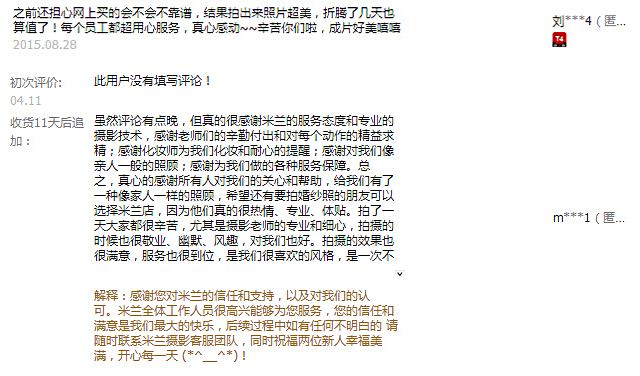 之前还担心网上买的会不会不靠谱，结果拍出来照片超美，折腾了几天也
算值了！每个员工都超用心服务，真心感动~~辛苦你们啦，成片好美嘻嘻
2015.08.28
刘***4（匿...
T4
初次评价:
此用户没有填写评论！
04.11
收货11天后追
加：
虽然评论有点晚，但真的很感谢米兰的服务态度和专业的
摄影技术，感谢老师们的辛勤付出和对每个动作的精益求
精；感谢化妆师为我们化妆和耐心的提醒；感谢对我们像
亲人一般的照顾；感谢为我们做的各种服务保障。总
之，真心的感谢所有人对我们的关心和帮助，给我们有了
一种像家人一样的照顾，希望还有要拍婚纱照的朋友可以
选择米兰店，因为他们真的很热情、专业、体贴。拍了一
天大家都很辛苦，尤其是摄影老师的专业和细心，拍摄的
时候也很敬业、幽默、风趣，对我们也好。拍摄的效果也
很满意，服务也很到位，是我们很喜欢的风格，是一次不
m***1（匿...
解释：感谢您对米兰的信任和支持，以及对我们的认
可。米兰全体工作人员很高兴能够为您服务，您的信任和
满意是我们最大的快乐，后续过程中如有任何不明白的 请
随时联系米兰摄影客服团队，同时祝福两位新人幸福美
满，开心每一天 (*^__^*)！